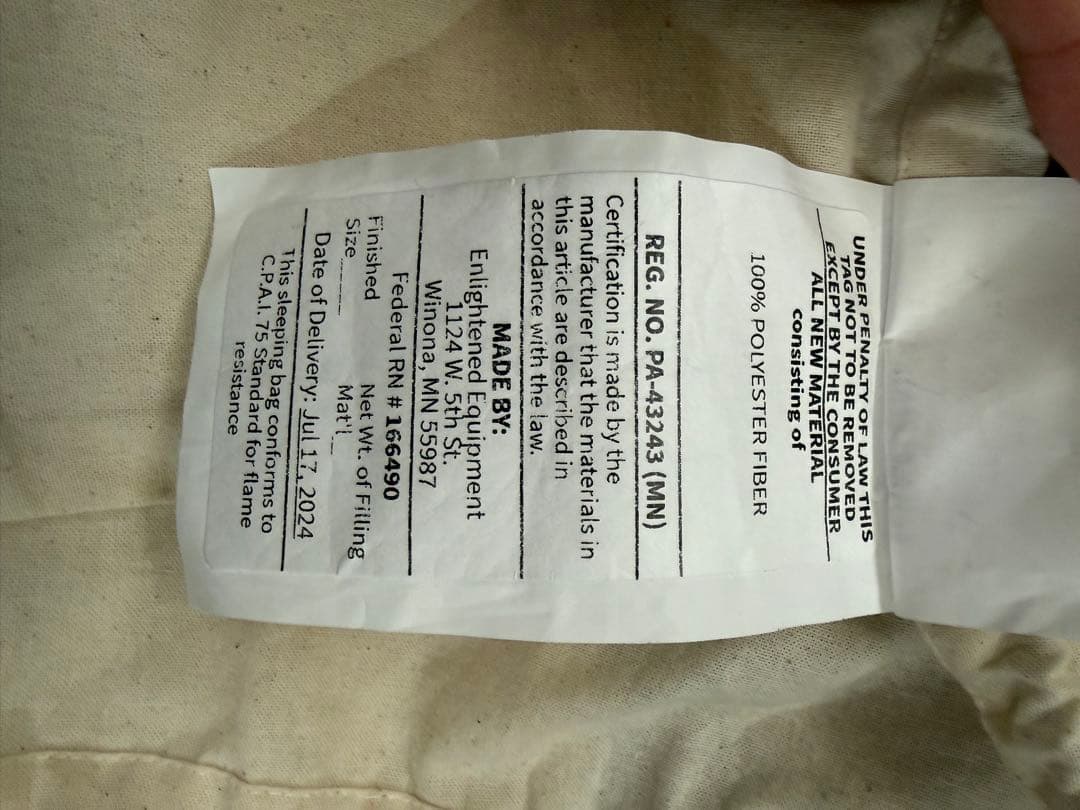 UNDER PENALTY OF LAW THIS
TAG NOT TO BE REMOVED
EXCEPT BY THE CONSUMER
ALL NEW MATERIAL
consisting of
100% POLYESTER FIBER
REG. NO. PA-43243 (MN)
Certification is made by the
manufacturer that the materials in
this article are described in
accordance with the law.
MADE BY:
Enlightened Equipment
1124 W. 5th St.
Winona, MN 55987
Federal RN # 166490
Finished Net Wt. of Filling
Size______ Mat'l__
Date of Delivery: Jul 17, 2024
This sleeping bag conforms to
C.P.A.I. 75 Standard for flame
resistance